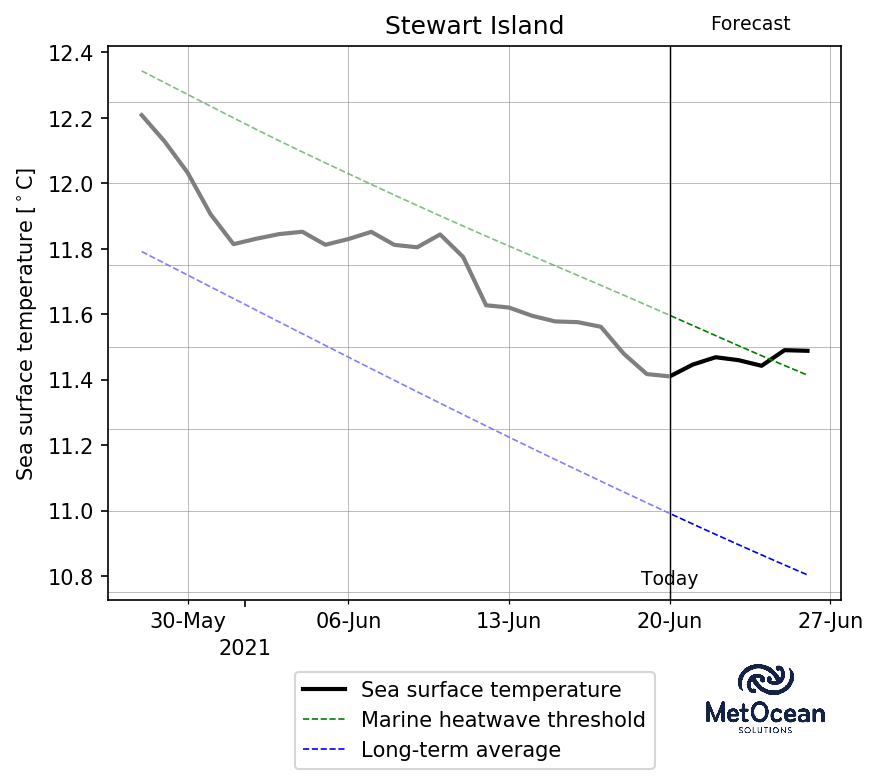 Stewart Island
Forecast
Sea surface temperature [°C]
12.4
12.2
12.0
11.8
11.6
11.4
11.2
11.0
10.8
Today
30-May
06-Jun
13-Jun
20-Jun
27-Jun
2021
Sea surface temperature
Marine heatwave threshold
Long-term average
MetOcean
SOLUTIONS